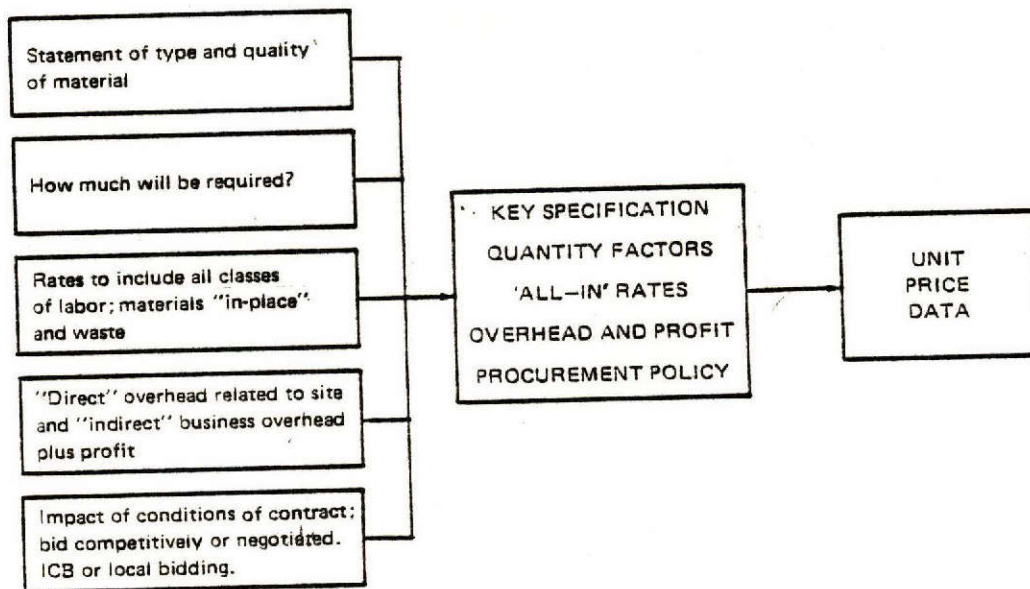 Statement of type and quality
of material
How much will be required?
Rates to include all classes
of labor; materials "in-place"
and waste
"Direct" overhead related to site
and "indirect" business overhead
plus profit
Impact of conditions of contract;
bid competitively or negotiated.
ICB or local bidding.
KEY SPECIFICATION
QUANTITY FACTORS
'ALL-IN' RATES
OVERHEAD AND PROFIT
PROCUREMENT POLICY
UNIT
PRICE
DATA